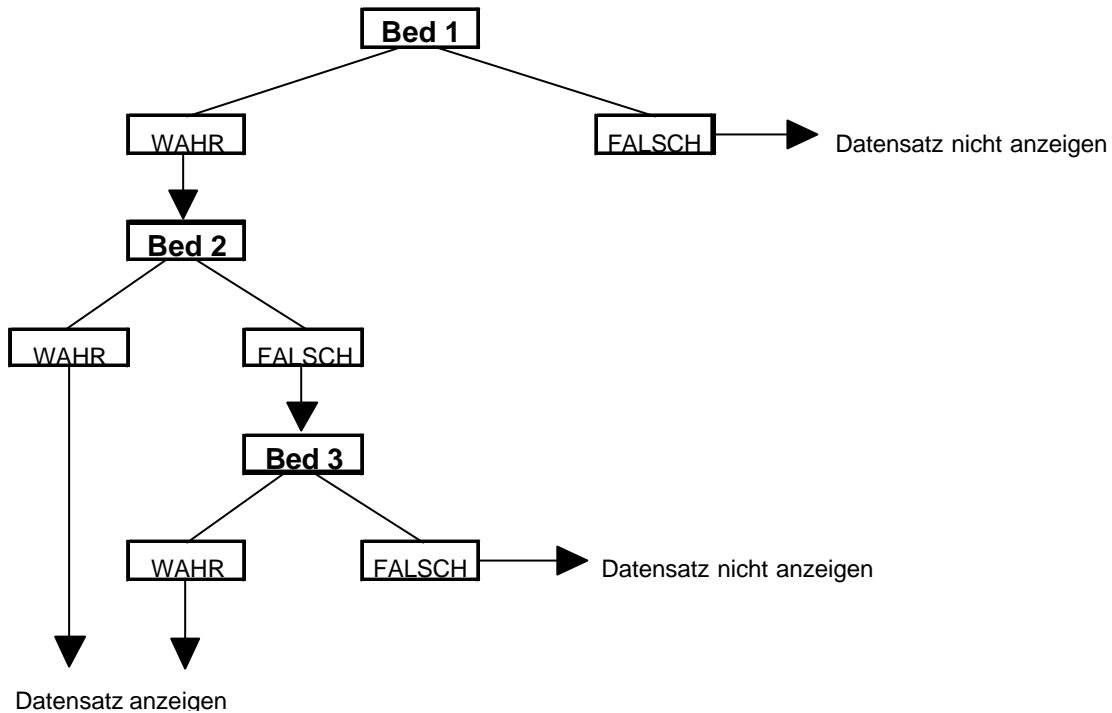 Bed 1
WAHR
FALSCH
Datensatz nicht anzeigen
Bed 2
WAHR
FALSCH
Bed 3
WAHR
FALSCH
Datensatz nicht anzeigen
Datensatz anzeigen